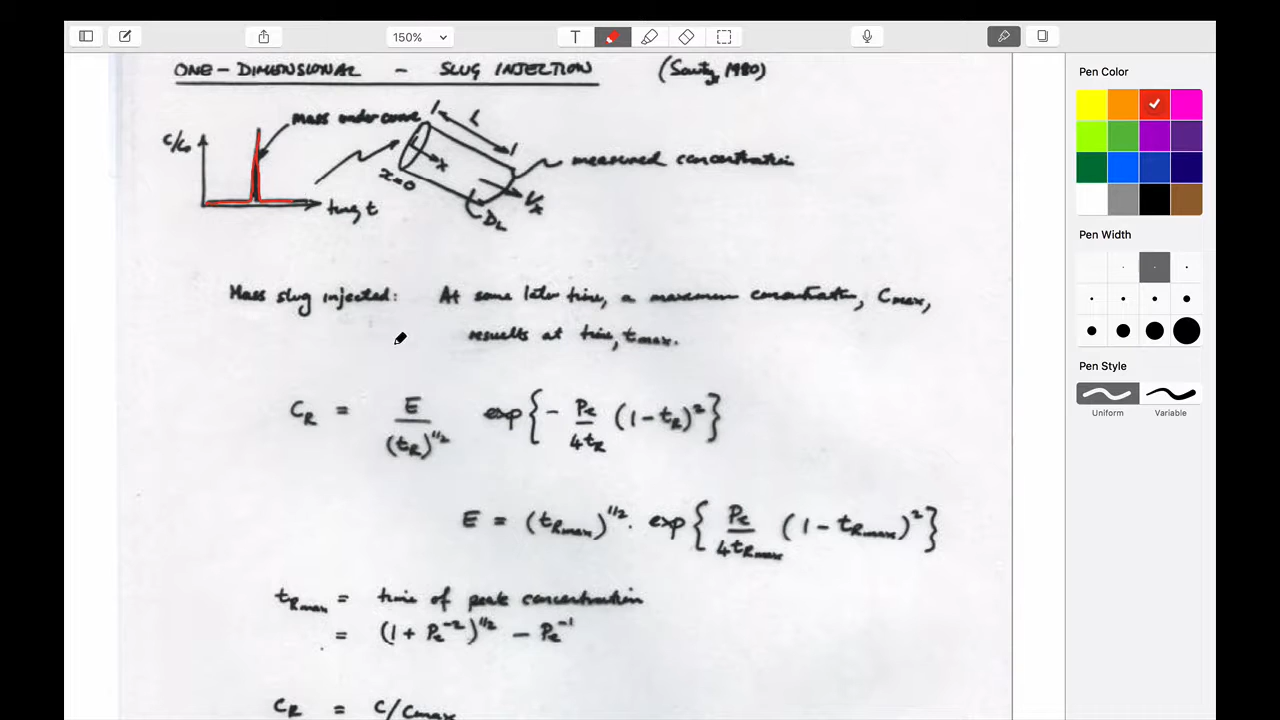 150%
T
ONE-DIMENSIONAL - SLUG INJECTION (Sauty, 1980)
Mass under curve
L
C/C₀
measured concentration
x
x=0
Vx
time, t
D_L
Mass slug injected: At some later time, a maximum concentration, Cmax,
results at time, tmax.
C_R = E / (t_R)^1/2 exp{ - Pe / 4t_R (1 - t_R)² }
E = (t_Rmax)^1/2 . exp{ Pe / 4t_Rmax (1 - t_Rmax)² }
t_Rmax = time of peak concentration
= (1 + Pe^-2)^1/2 - Pe^-1
C_R = C/Cmax
Pen Color
Pen Width
Pen Style
Uniform Variable